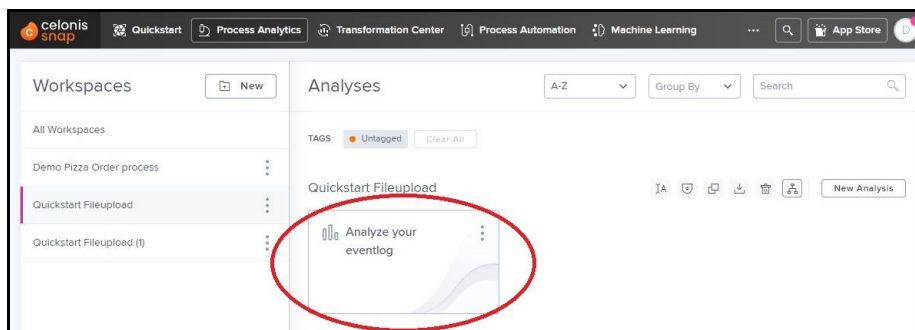 celonis
snap
Quickstart
Process Analytics
Transformation Center
Process Automation
Machine Learning
...
App Store
D
Workspaces
New
All Workspaces
Demo Pizza Order process
Quickstart Fileupload
Quickstart Fileupload (1)
Analyses
A-Z
Group By
Search
TAGS
Untagged
Clear All
Quickstart Fileupload
New Analysis
Analyze your
eventlog